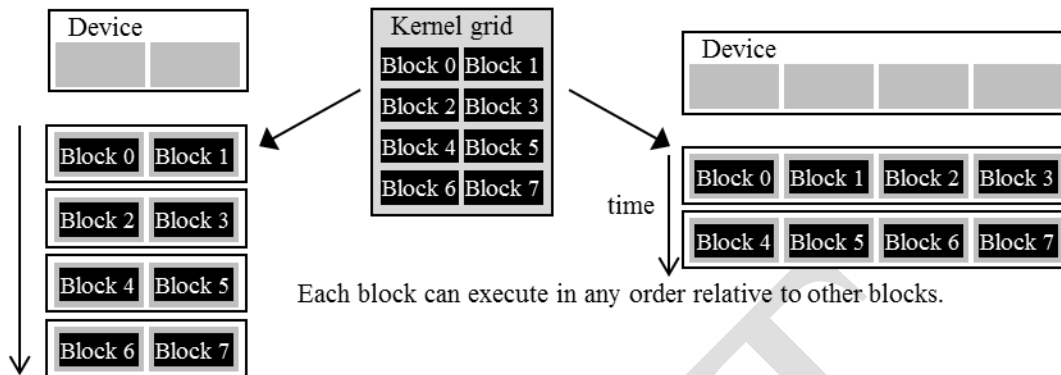 Device
Block 0 Block 1
Block 2 Block 3
Block 4 Block 5
Block 6 Block 7
Kernel grid
Block 0 Block 1
Block 2 Block 3
Block 4 Block 5
Block 6 Block 7
Device
time
Block 0 Block 1 Block 2 Block 3
Block 4 Block 5 Block 6 Block 7
Each block can execute in any order relative to other blocks.